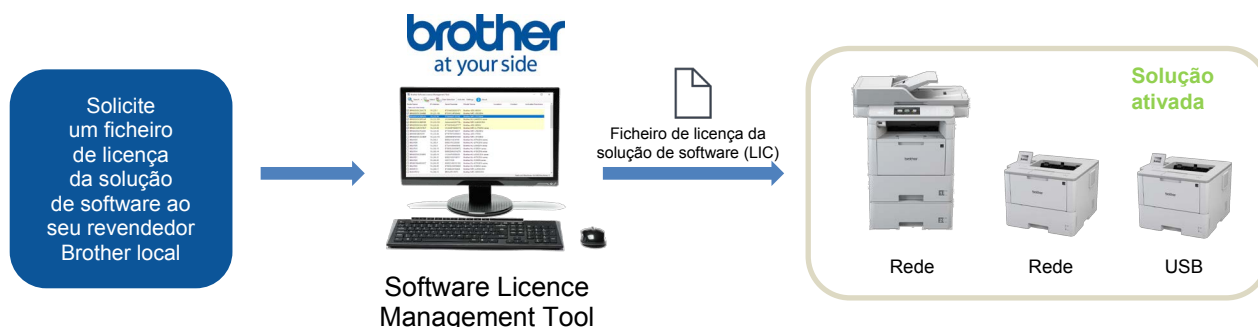 Solicite
um ficheiro
de licença
da solução
de software ao
seu revendedor
Brother local
brother
at your side
Software Licence
Management Tool
Ficheiro de licença da
solução de software (LIC)
Solução
ativada
Rede
Rede
USB